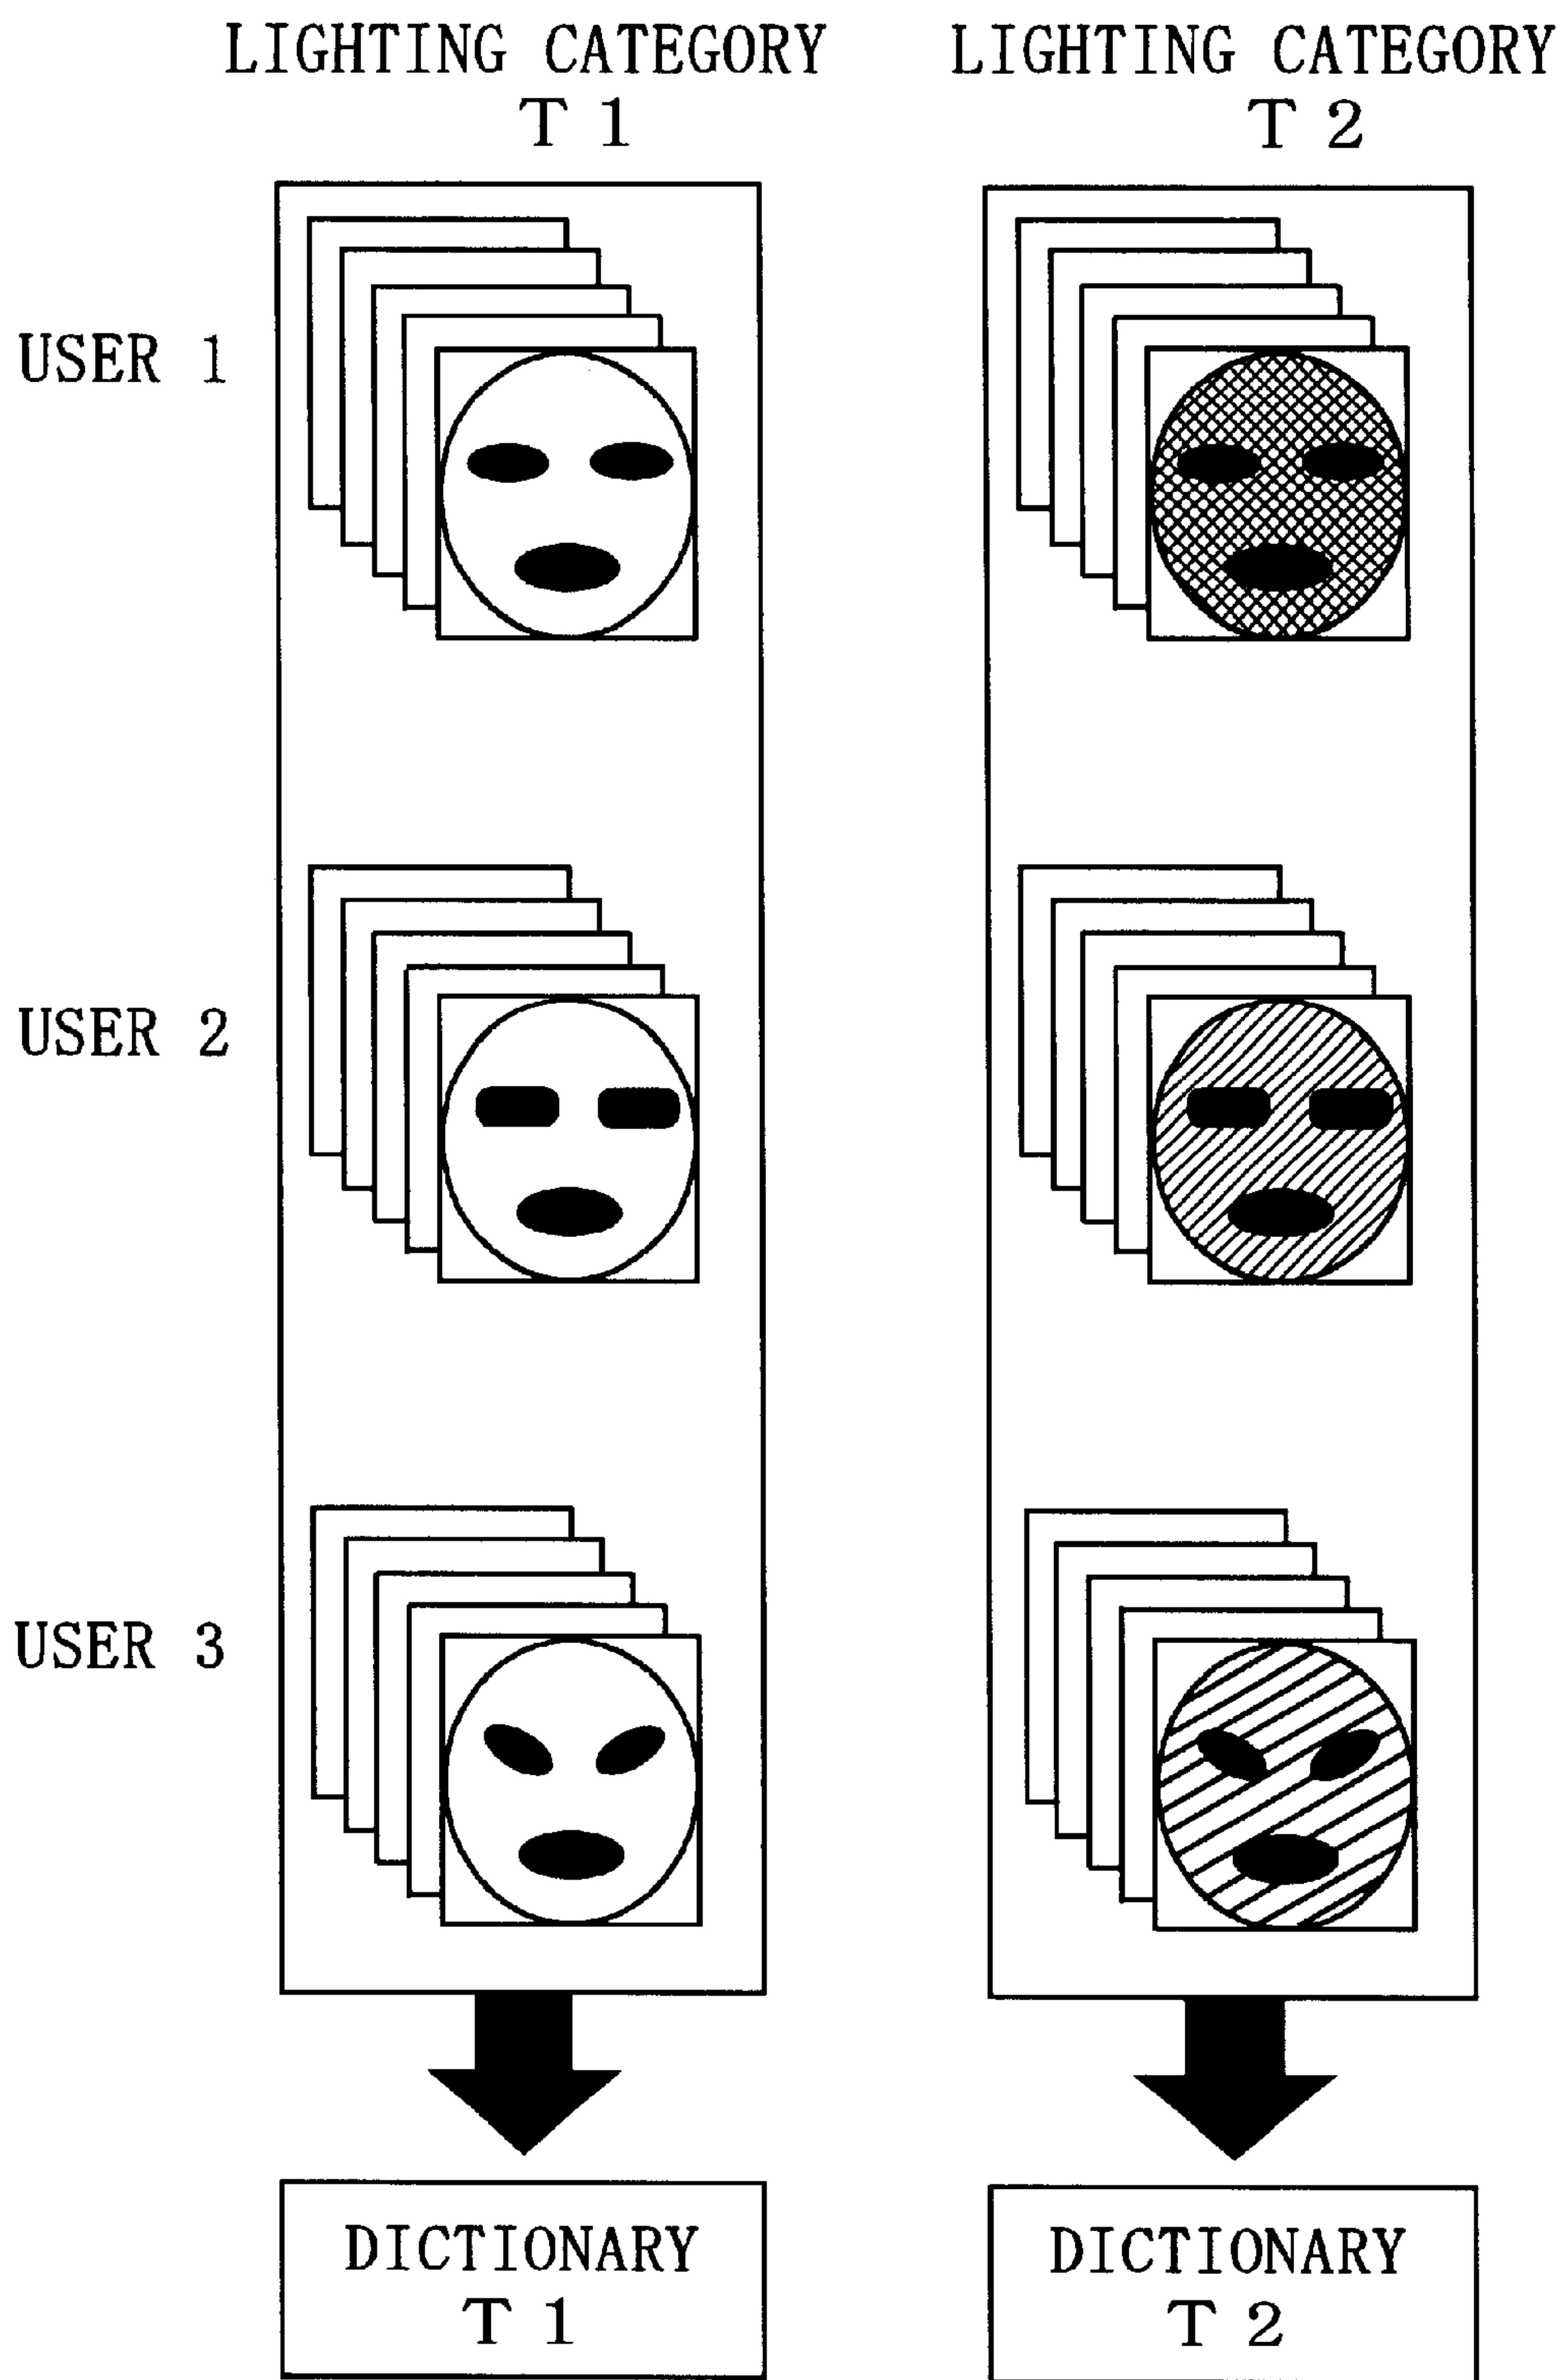 LIGHTING CATEGORY
T 1
LIGHTING CATEGORY
T 2
USER 1
USER 2
USER 3
DICTIONARY
T 1
DICTIONARY
T 2